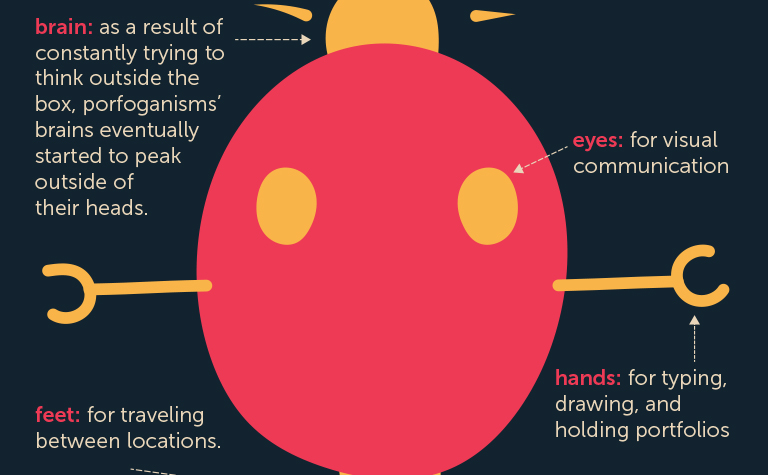 brain: as a result of
constantly trying to
think outside the
box, porfoganisms’
brains eventually
started to peak
outside of
their heads.
eyes: for visual
communication
hands: for typing,
drawing, and
holding portfolios
feet: for traveling
between locations.